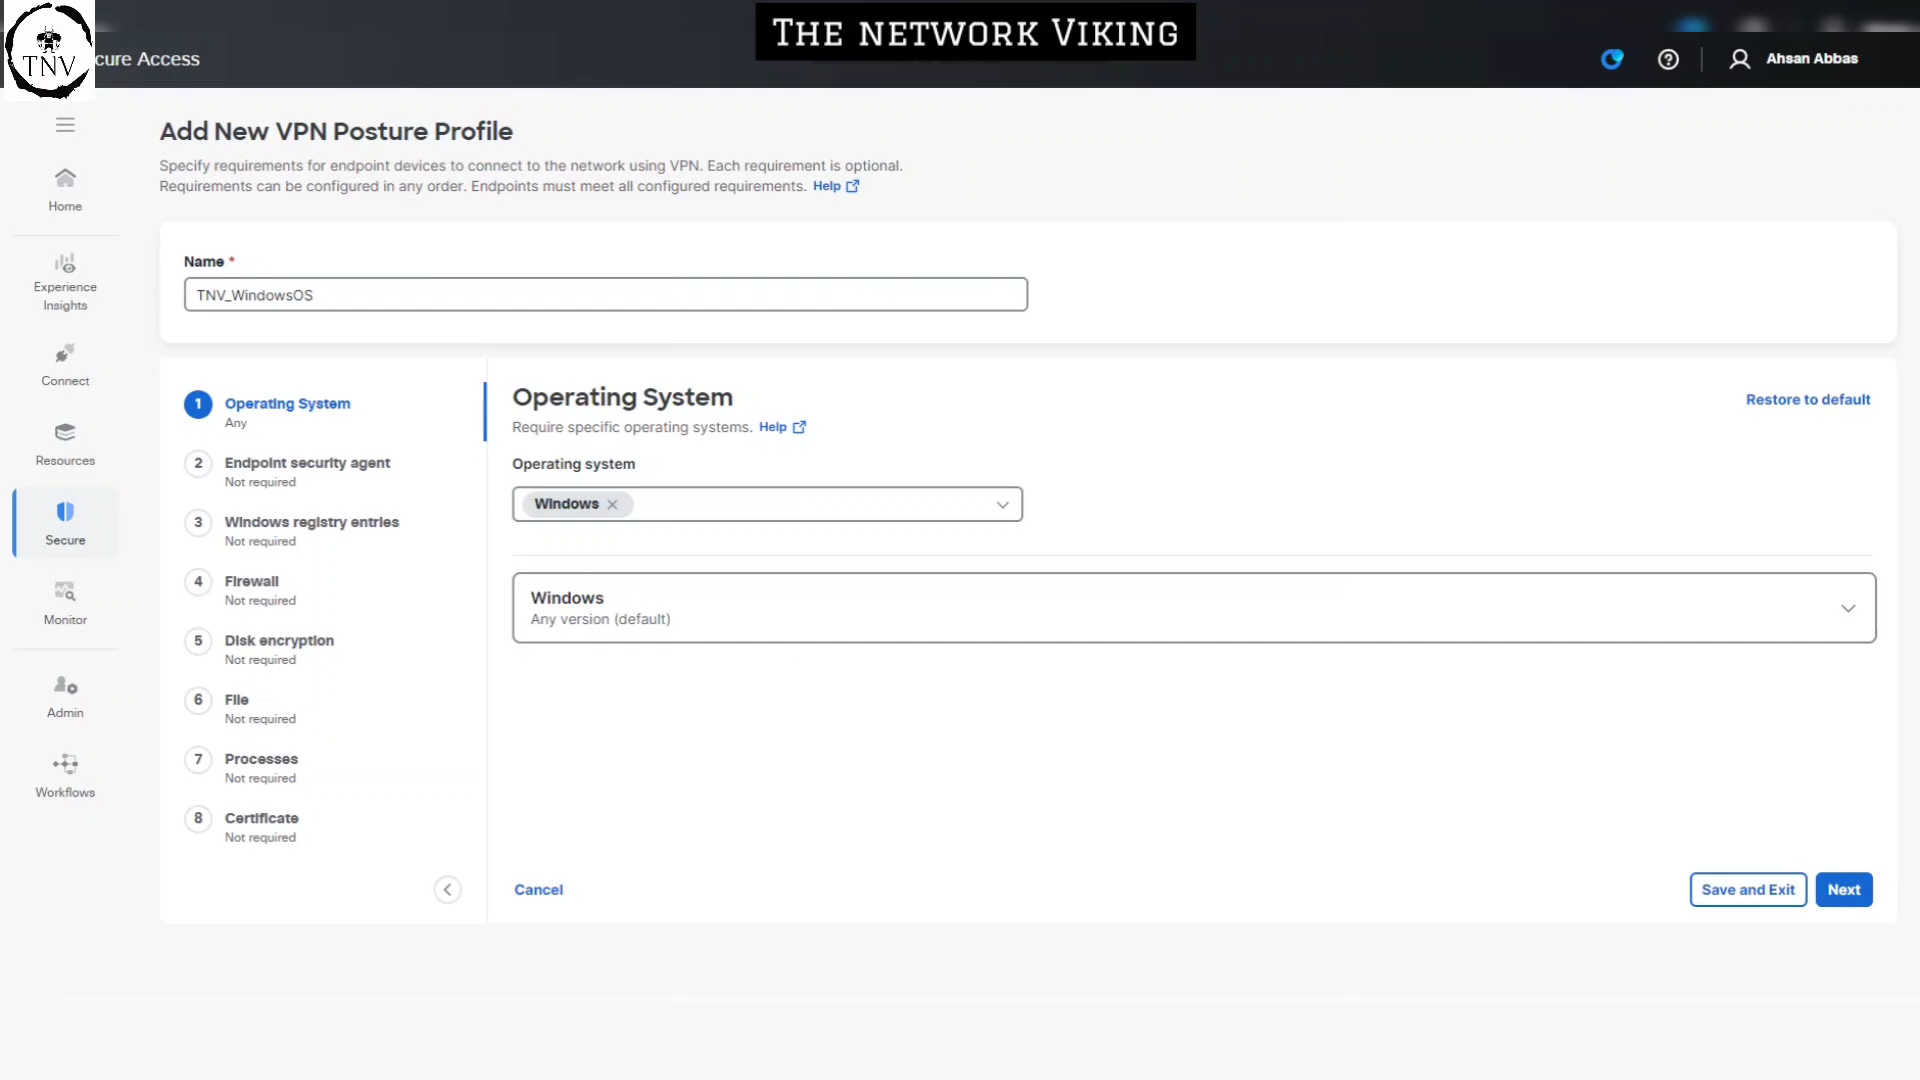 TNV
THE NETWORK VIKING
cure Access
Ahsan Abbas
Add New VPN Posture Profile
Specify requirements for endpoint devices to connect to the network using VPN. Each requirement is optional.
Requirements can be configured in any order. Endpoints must meet all configured requirements. Help
Home
Experience
Insights
Connect
Resources
Secure
Monitor
Admin
Workflows
Name *
TNV_WindowsOS
1 Operating System
Any
2 Endpoint security agent
Not required
3 Windows registry entries
Not required
4 Firewall
Not required
5 Disk encryption
Not required
6 File
Not required
7 Processes
Not required
8 Certificate
Not required
Operating System
Restore to default
Require specific operating systems. Help
Operating system
Windows
Windows
Any version (default)
Cancel
Save and Exit
Next